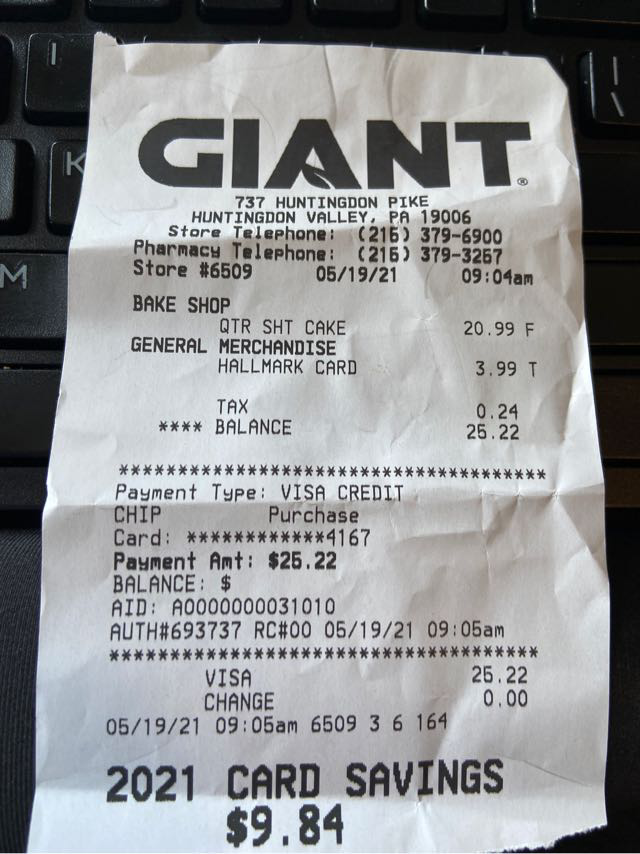 GIANT®
737 HUNTINGDON PIKE
HUNTINGDON VALLEY, PA 19006
Store Telephone: (215) 379-6900
Pharmacy Telephone: (215) 379-3257
Store #6509 05/19/21 09:04am
BAKE SHOP
QTR SHT CAKE 20.99 F
GENERAL MERCHANDISE
HALLMARK CARD 3.99 T
TAX 0.24
**** BALANCE 25.22
************************************
Payment Type: VISA CREDIT
CHIP Purchase
Card: ************4167
Payment Amt: $25.22
BALANCE: $
AID: A0000000031010
AUTH#693737 RC#00 05/19/21 09:05am
************************************
VISA 25.22
CHANGE 0.00
05/19/21 09:05am 6509 3 6 164
2021 CARD SAVINGS
$9.84
I
K
M